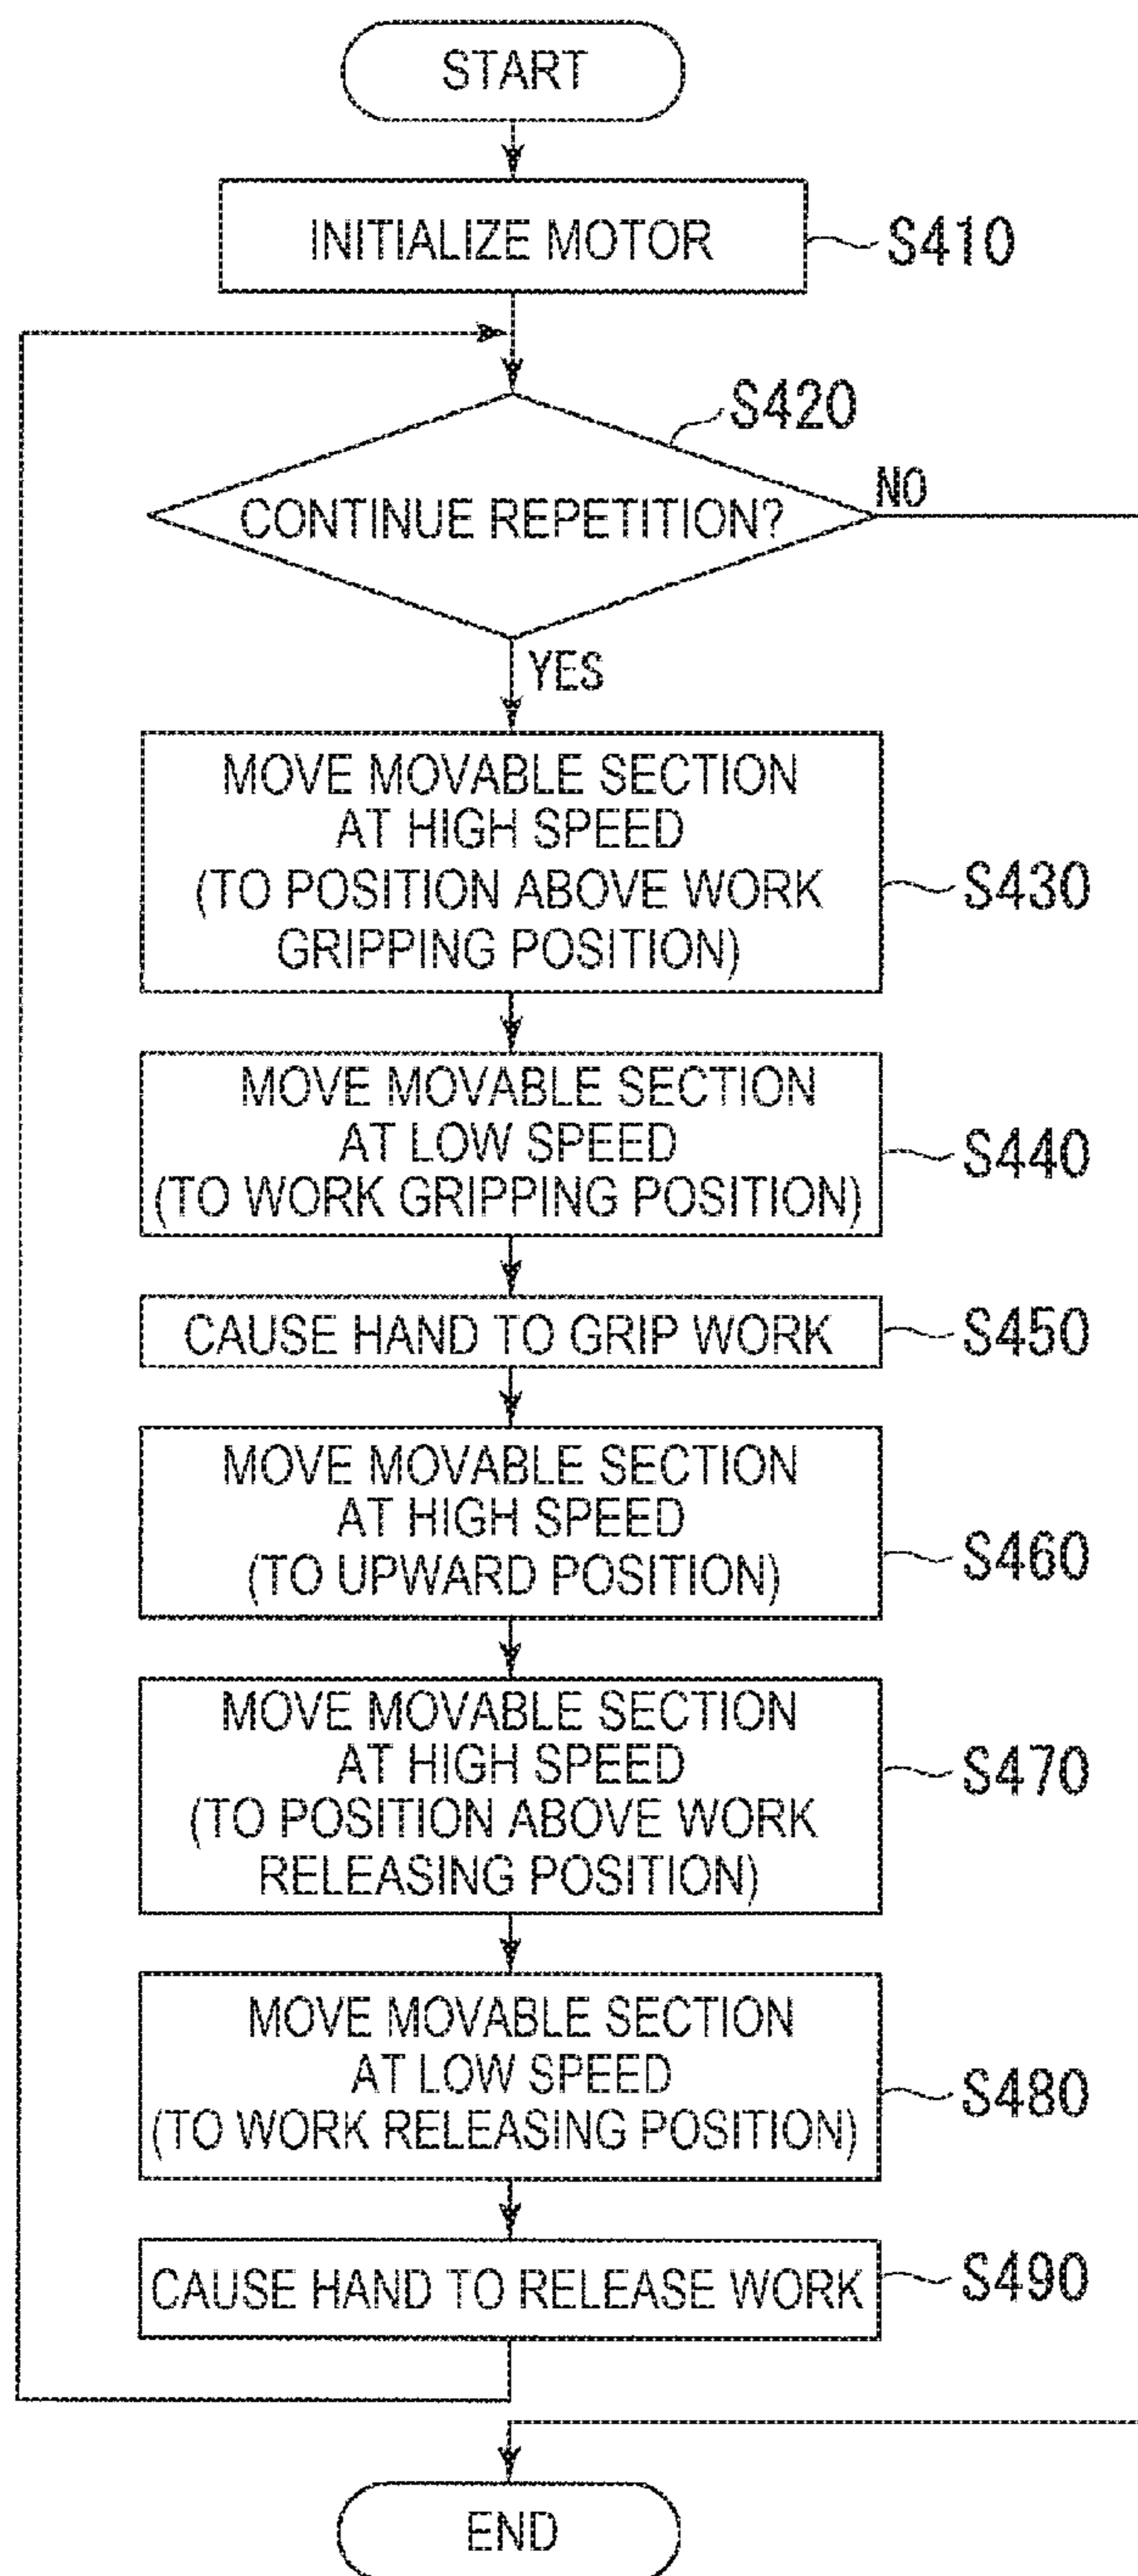 START
INITIALIZE MOTOR
S410
S420
CONTINUE REPETITION?
NO
YES
MOVE MOVABLE SECTION
AT HIGH SPEED
(TO POSITION ABOVE WORK
GRIPPING POSITION)
S430
MOVE MOVABLE SECTION
AT LOW SPEED
(TO WORK GRIPPING POSITION)
S440
CAUSE HAND TO GRIP WORK
S450
MOVE MOVABLE SECTION
AT HIGH SPEED
(TO UPWARD POSITION)
S460
MOVE MOVABLE SECTION
AT HIGH SPEED
(TO POSITION ABOVE WORK
RELEASING POSITION)
S470
MOVE MOVABLE SECTION
AT LOW SPEED
(TO WORK RELEASING POSITION)
S480
CAUSE HAND TO RELEASE WORK
S490
END